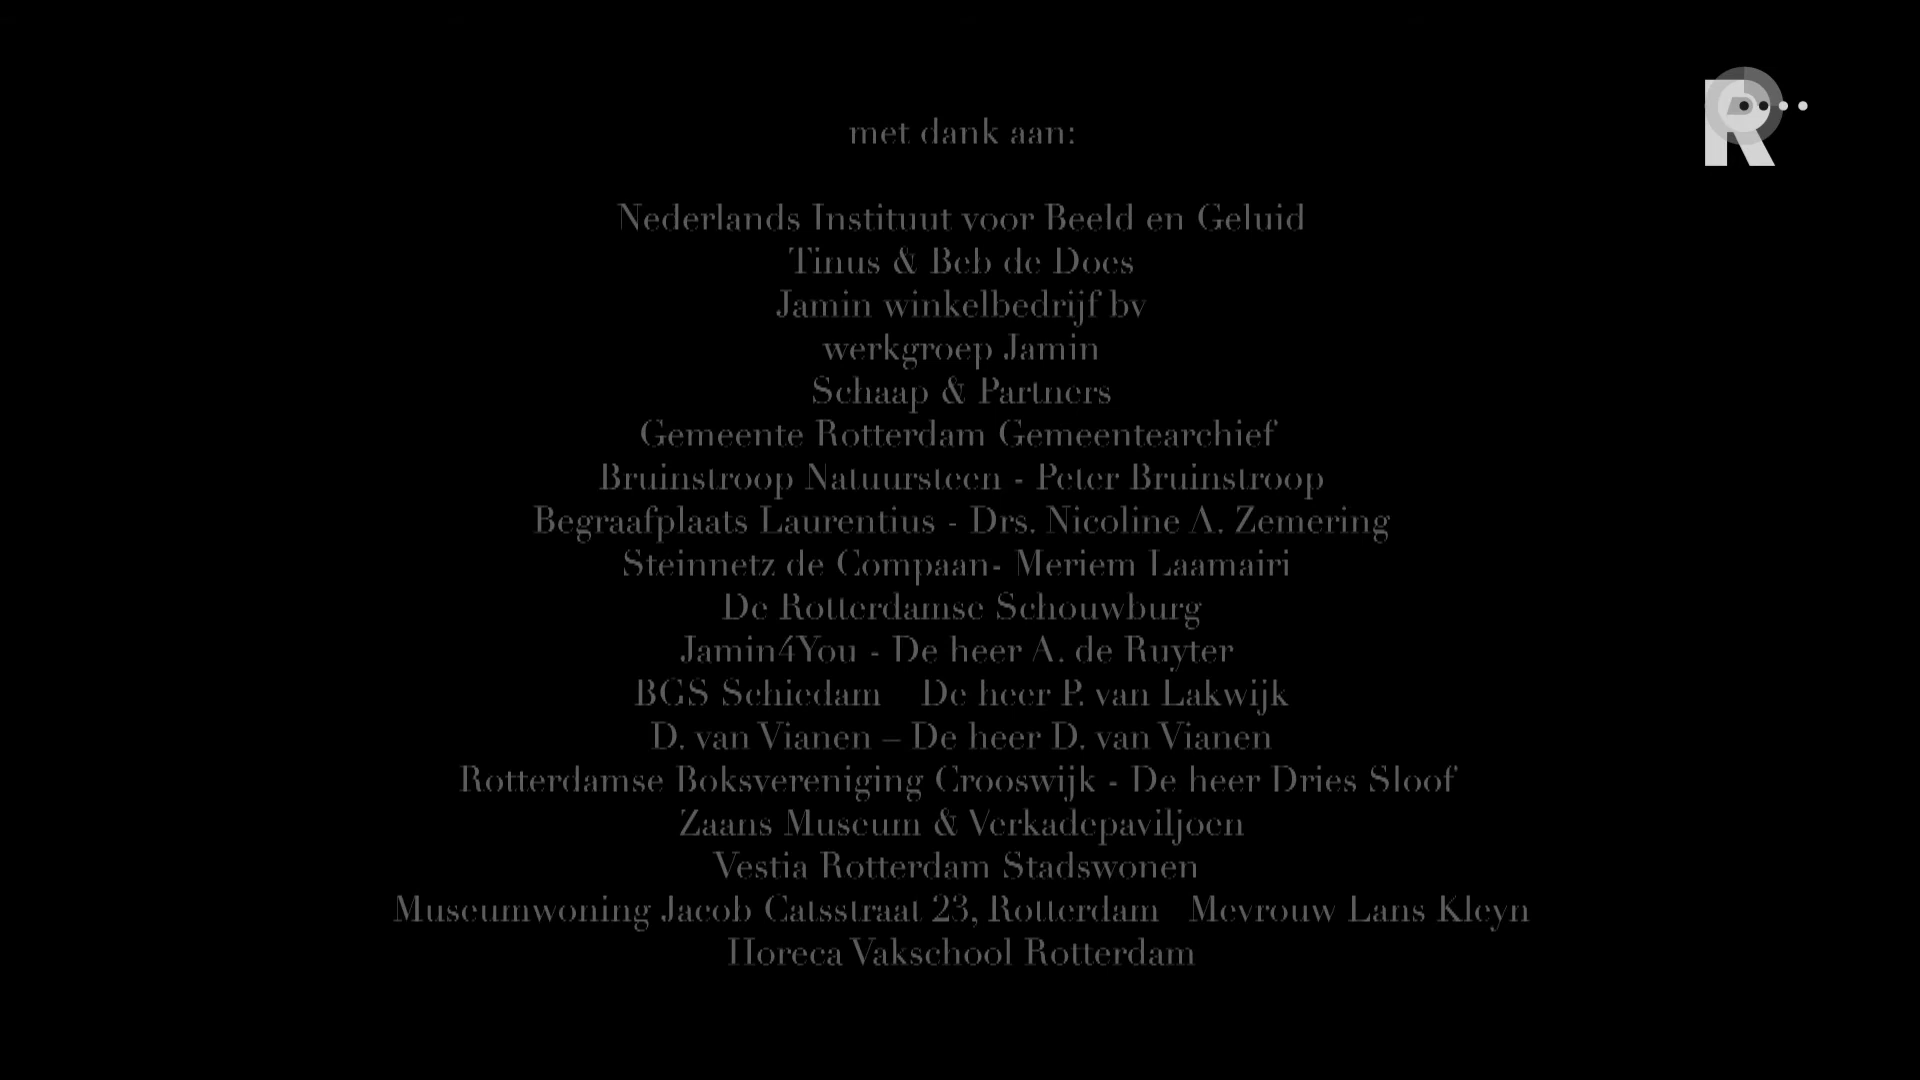 met dank aan:
Nederlands Instituut voor Beeld en Geluid
Tinus & Beb de Does
Jamin winkelbedrijf bv
werkgroep Jamin
Schaap & Partners
Gemeente Rotterdam Gemeentearchief
Bruinstroop Natuursteen - Peter Bruinstroop
Begraafplaats Laurentius - Drs. Nicoline A. Zemering
Steinnetz de Compaan- Meriem Laamairi
De Rotterdamse Schouwburg
Jamin4You - De heer A. de Ruyter
BGS Schiedam De heer P. van Lakwijk
D. van Vianen – De heer D. van Vianen
Rotterdamse Boksvereniging Crooswijk - De heer Dries Sloof
Zaans Museum & Verkadepaviljoen
Vestia Rotterdam Stadswonen
Museumwoning Jacob Catsstraat 23, Rotterdam Mevrouw Lans Kleyn
Horeca Vakschool Rotterdam
R